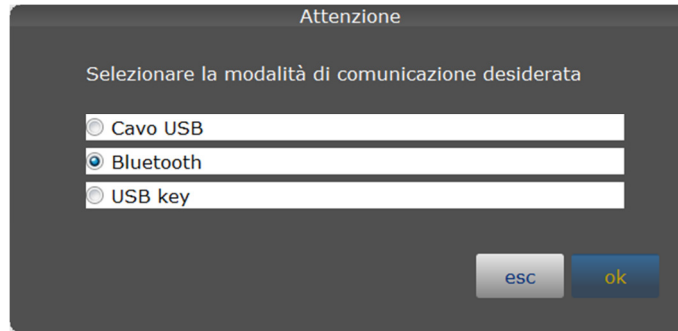 Attenzione
Selezionare la modalità di comunicazione desiderata
Cavo USB
Bluetooth
USB key
esc ok